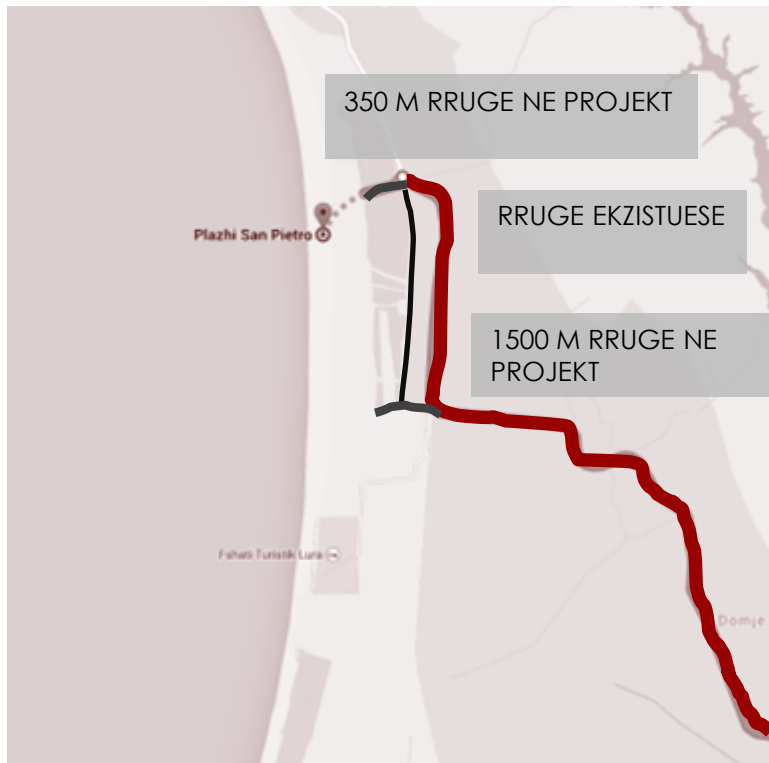 350 M RRUGE NE PROJEKT
RRUGE EKZISTUESE
Plazhi San Pietro
1500 M RRUGE NE
PROJEKT
Fshati Turistik Lura
Domje